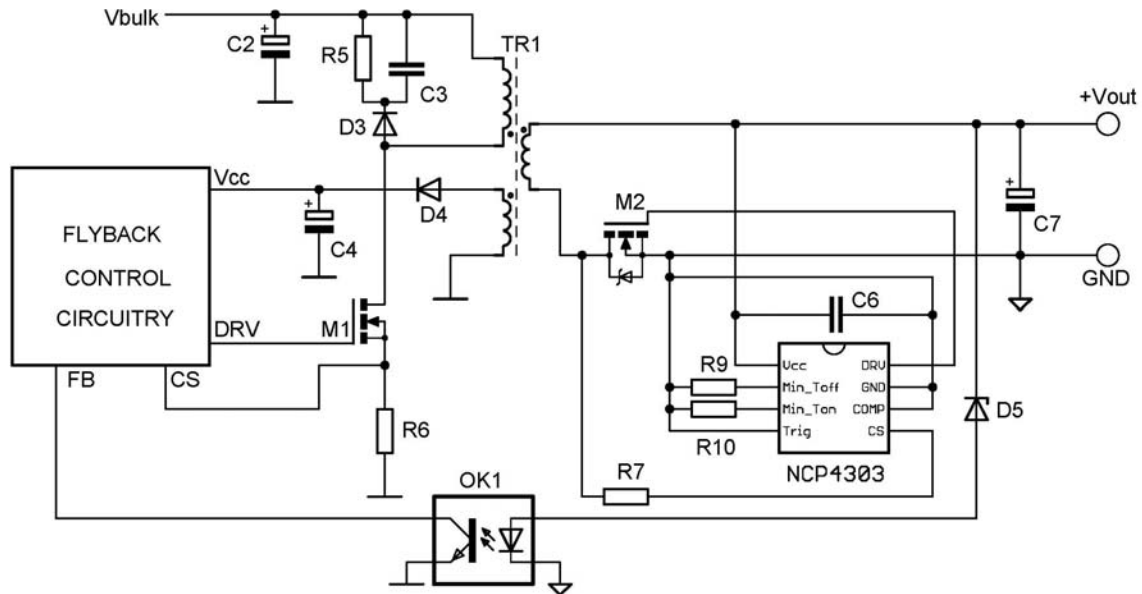 Vbulk
C2
+
R5
C3
D3
TR1
+Vout
Vcc
D4
+
C4
M2
+
C7
GND
FLYBACK
CONTROL
CIRCUITRY
DRV
M1
FB
CS
R6
C6
R9
R10
R7
Vcc
Min_Toff
Min_Ton
Trig
DRV
GND
COMP
CS
NCP4303
D5
OK1